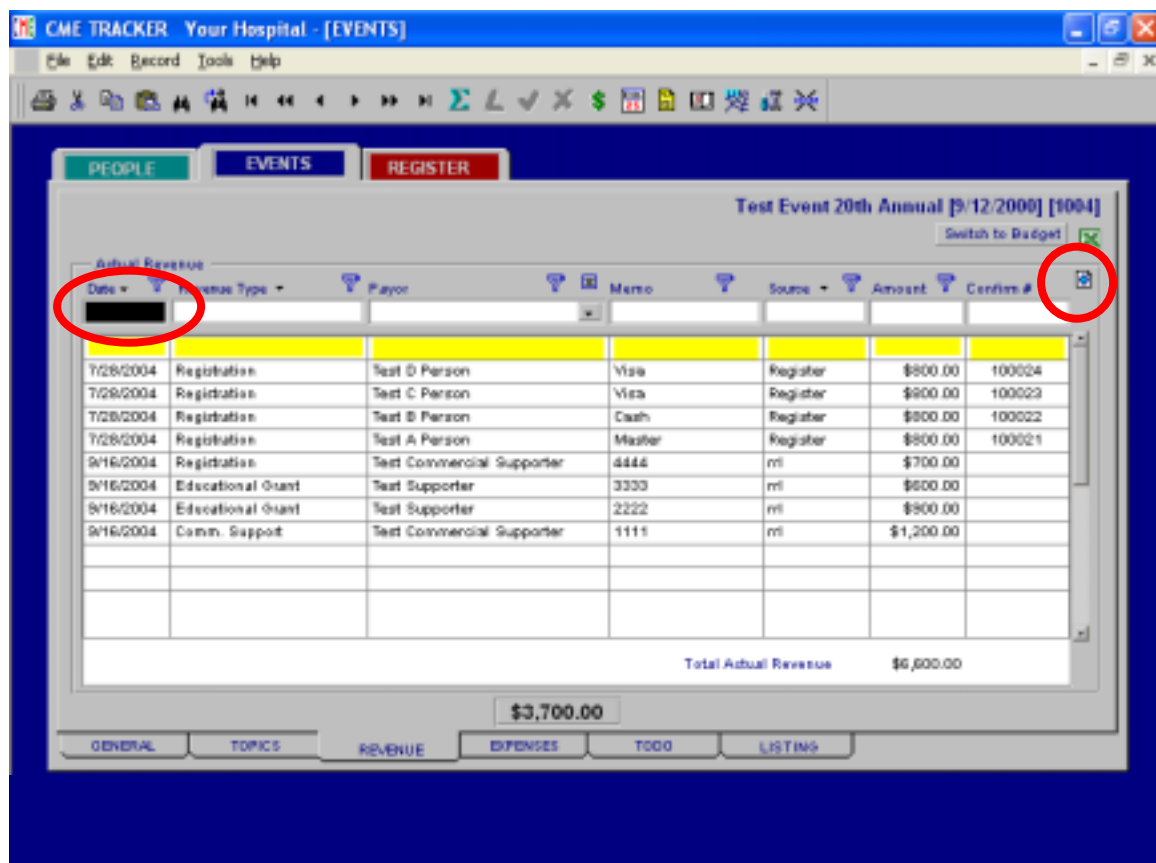 CME TRACKER Your Hospital - [EVENTS]
File Edit Record Tools Help
PEOPLE EVENTS REGISTER
Test Event 20th Annual [9/12/2000] [1004]
Switch to Budget
Actual Revenue
Date Revenue Type Payor Memo Source Amount Confirm #
7/28/2004 Registration Test D Person Visa Register $800.00 100024
7/28/2004 Registration Test C Person Visa Register 100023
7/28/2004 Registration Test B Person Cash Register $800.00 100022
7/28/2004 Registration Test A Person Master Register $800.00 100021
9/16/2004 Registration Test Commercial Supporter 4444 $700.00
9/16/2004 Educational Grant Test Supporter 3333 $600.00
9/16/2004 Educational Grant Test Supporter 2222 $900.00
9/16/2004 Comm. Support Test Commercial Supporter 1111 $1,200.00
Total Actual Revenue $6,600.00
$3,700.00
GENERAL TOPICS REVENUE EXPENSES TODO LISTING